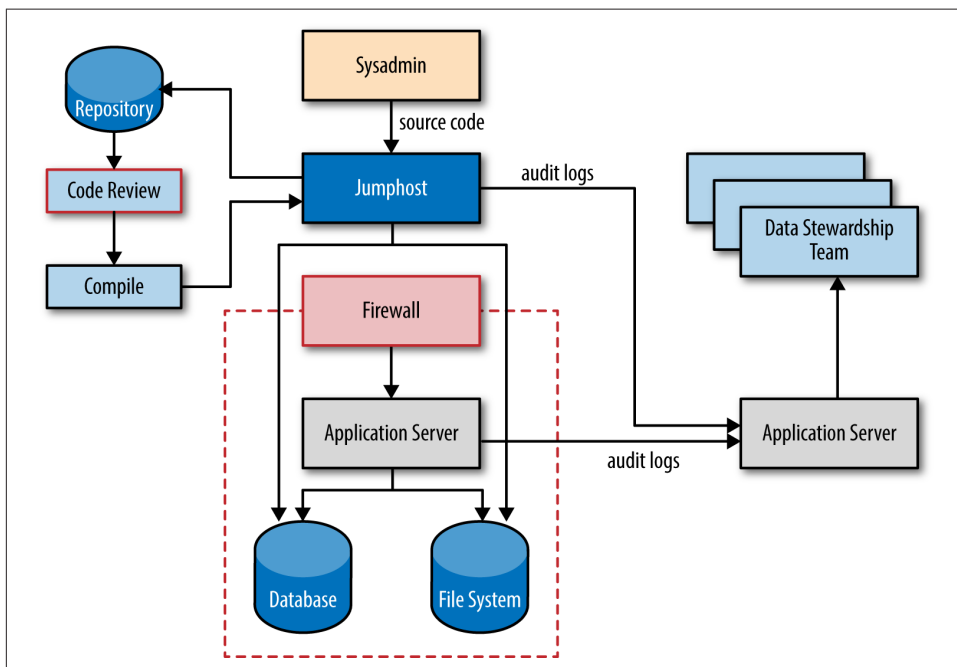 Sysadmin
source code
Repository
Code Review
Compile
Jumphost
audit logs
Data Stewardship
Team
Firewall
Application Server
audit logs
Application Server
Database
File System